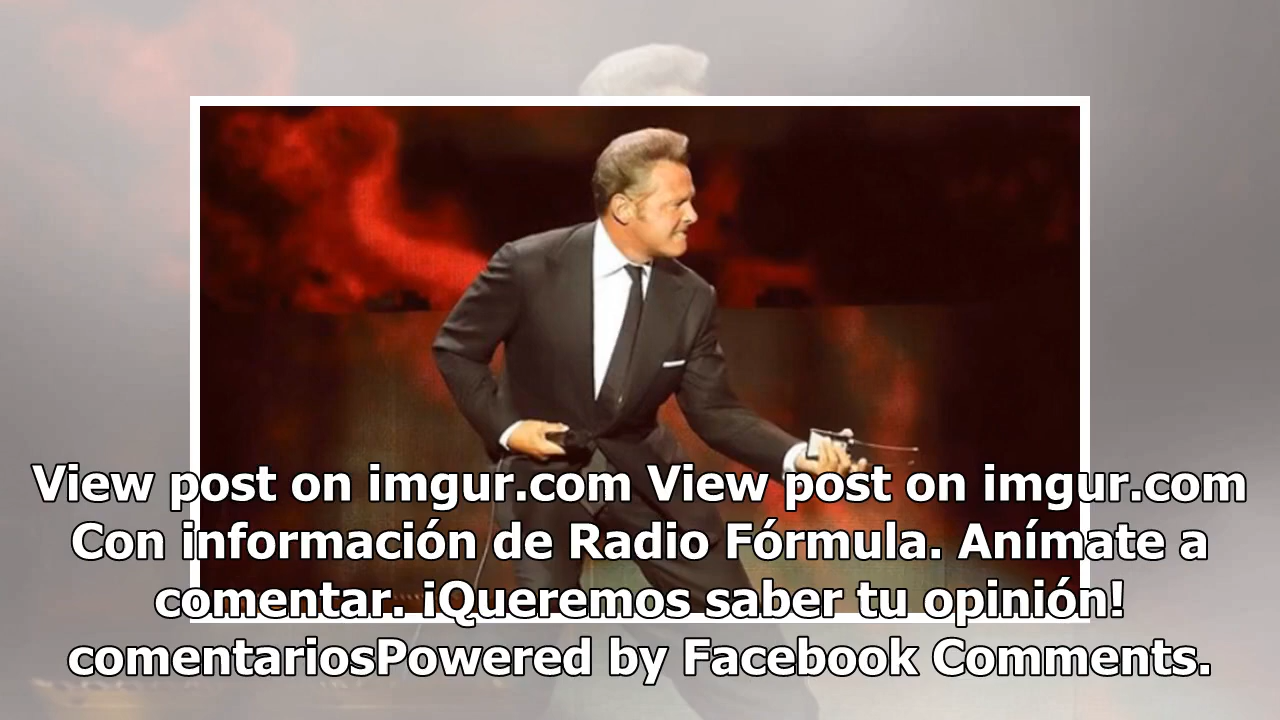 View post on imgur.com View post on imgur.com
Con información de Radio Fórmula. Anímate a
comentar. ¡Queremos saber tu opinión!
comentariosPowered by Facebook Comments.